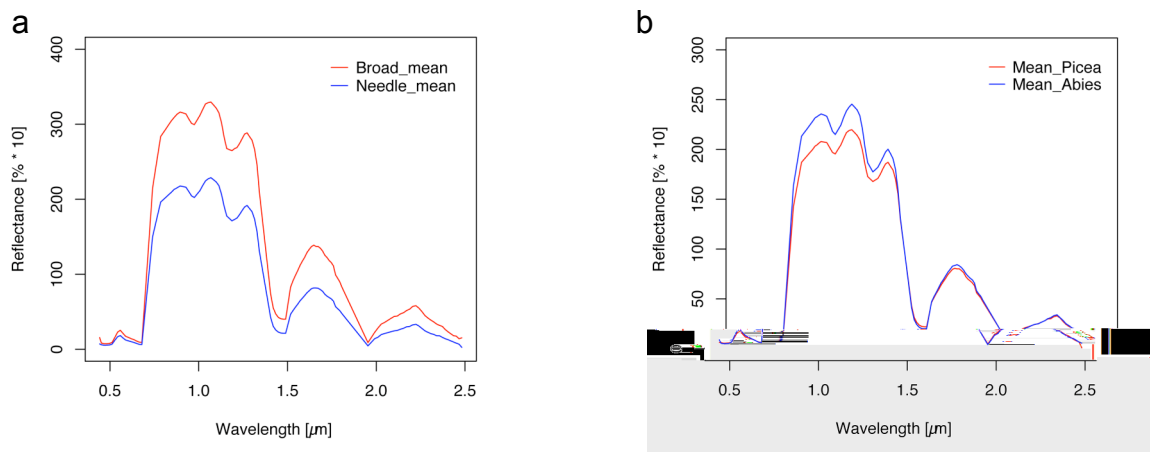 a
400
300
200
100
0
Reflectance [% * 10]
Broad_mean
Needle_mean
0.5 1.0 1.5 2.0 2.5
Wavelength [μm]
b
300
250
200
150
100
50
Reflectance [% * 10]
Mean_Picea
Mean_Abies
0.5 1.0 1.5 2.0 2.5
Wavelength [μm]